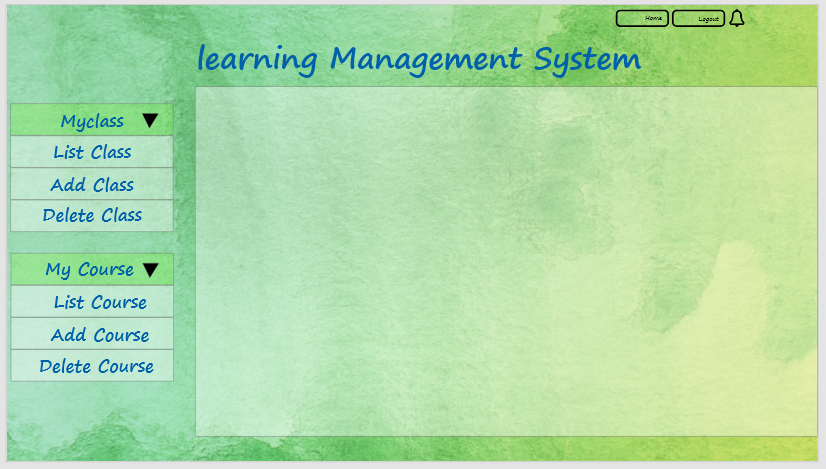 Home
Logout
learning Management System
Myclass
List Class
Add Class
Delete Class
My Course
List Course
Add Course
Delete Course